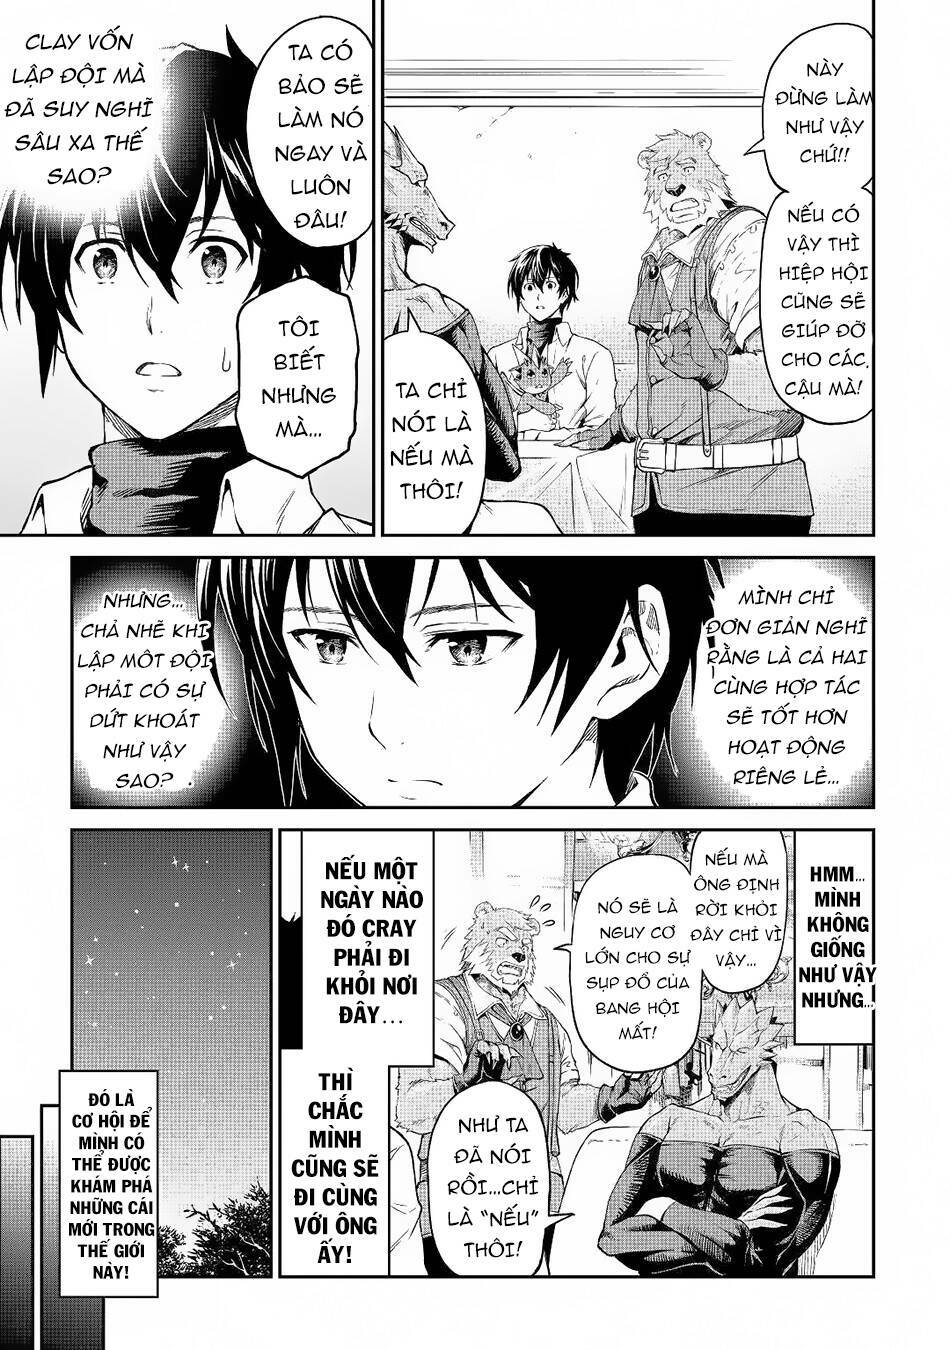 NÀY
ĐỪNG LÀM
NHƯ VẬY
CHỨ!!
NẾU CÓ
VẬY THÌ
HIỆP HỘI
CŨNG SẼ
GIÚP ĐỠ
CHO CÁC
CẬU MÀ!
TA CHỈ
NÓI LÀ
NẾU MÀ
THÔI!
TA CÓ
BẢO SẼ
LÀM NÓ
NGAY VÀ
LUÔN
ĐÂU!
TÔI
BIẾT
NHƯNG
MÀ...
CLAY VỐN
LẬP ĐỘI MÀ
ĐÃ SUY NGHĨ
SÂU XA THẾ
SAO?
MÌNH CHỈ
ĐƠN GIẢN NGHĨ
RẰNG LÀ CẢ HAI
CÙNG HỢP TÁC
SẼ TỐT HƠN
HOẠT ĐỘNG
RIÊNG LẺ...
NHƯNG...
CHẢ NHẼ KHI
LẬP MÔT ĐỘI
PHẢI CÓ SỰ
DỨT KHOÁT
NHƯ VẬY
SAO?
HMM...
MÌNH
KHÔNG
GIỐNG
NHƯ VẬY
NHƯNG...
NẾU MÀ
ÔNG ĐỊNH
RỜI KHỎI
ĐÂY CHỈ VÌ
VẬY...
NÓ SẼ LÀ
NGUY CƠ
LỚN CHO SỰ
SỤP ĐỔ CỦA
BANG HỘI
MẤT!
NHƯ TA
ĐÃ NÓI
RỒI...CHỈ
LÀ "NẾU"
THÔI!
NẾU MỘT
NGÀY NÀO
ĐÓ CRAY
PHẢI ĐI
KHỎI NƠI
ĐÂY...
THÌ
CHẮC
MÌNH
CŨNG SẼ
ĐI CÙNG
VỚI ÔNG
ẤY!
ĐÓ LÀ
CƠ HỘI ĐỂ
MÌNH CÓ
THỂ ĐƯỢC
KHÁM PHÁ
NHỮNG CÁI
MỚI TRONG
THẾ GIỚI
NÀY!